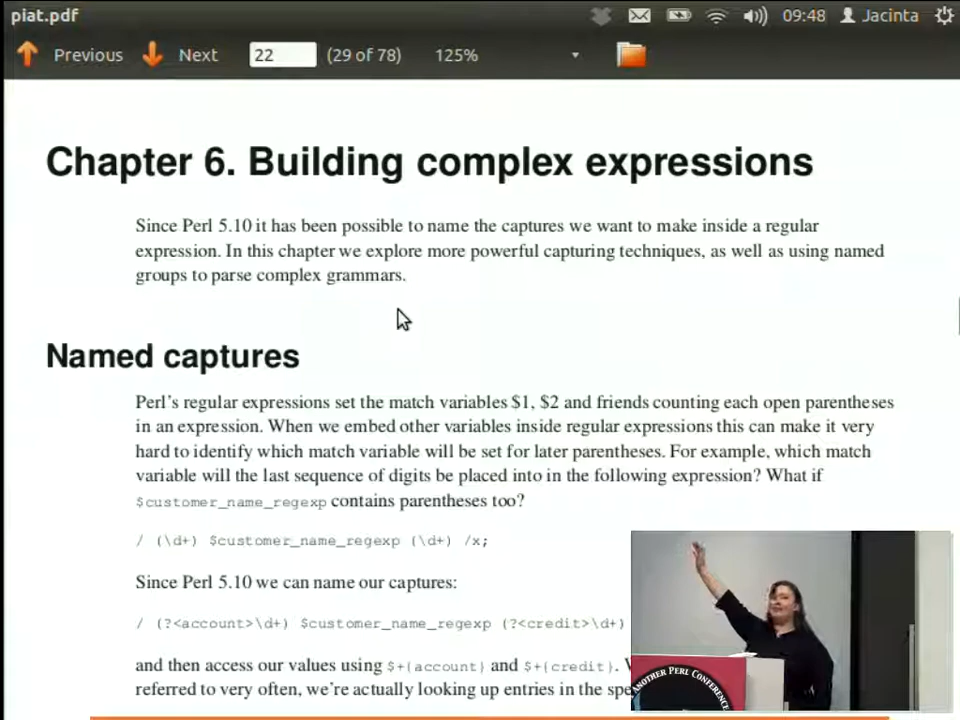 piat.pdf
09:48 Jacinta
Previous Next 22 (29 of 78) 125%
Chapter 6. Building complex expressions
Since Perl 5.10 it has been possible to name the captures we want to make inside a regular
expression. In this chapter we explore more powerful capturing techniques, as well as using named
groups to parse complex grammars.
Named captures
Perl's regular expressions set the match variables $1, $2 and friends counting each open parentheses
in an expression. When we embed other variables inside regular expressions this can make it very
hard to identify which match variable will be set for later parentheses. For example, which match
variable will the last sequence of digits be placed into in the following expression? What if
$customer_name_regexp contains parentheses too?
/ (\d+) $customer_name_regexp (\d+) /x;
Since Perl 5.10 we can name our captures:
/ (?<account>\d+) $customer_name_regexp (?<credit>\d+)
and then access our values using $+{account} and $+{credit}.
referred to very often, we're actually looking up entries in the
ANOTHER PERL CONFERENCE